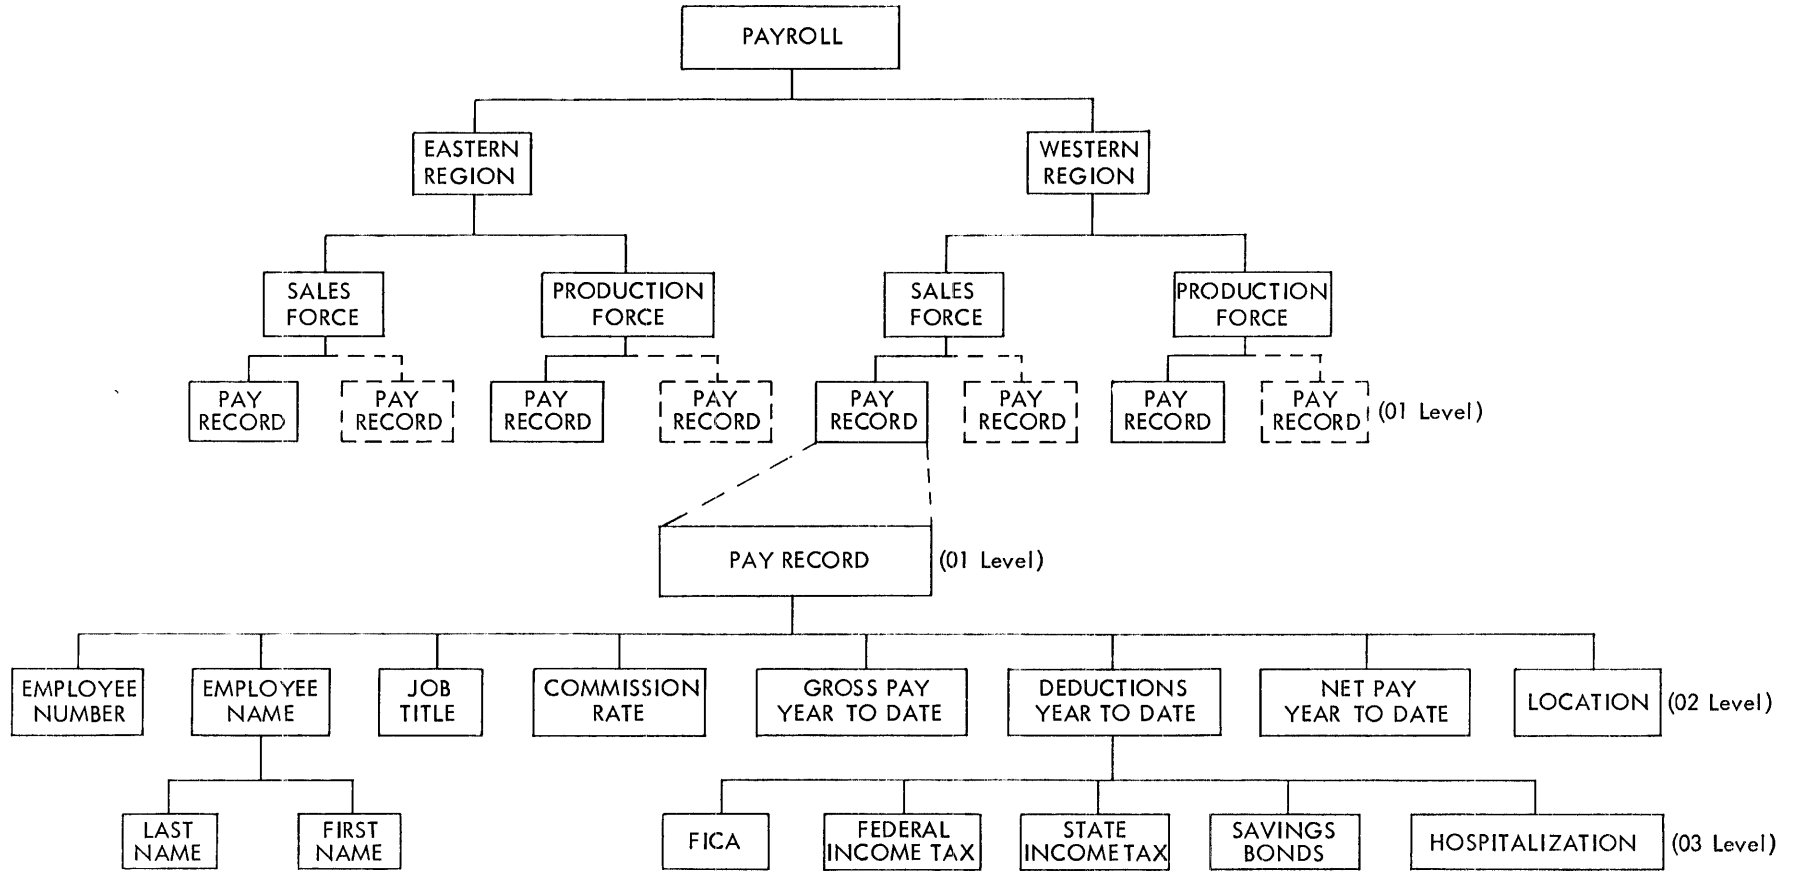 PAYROLL
EASTERN
REGION
WESTERN
REGION
SALES
FORCE
PRODUCTION
FORCE
SALES
FORCE
PRODUCTION
FORCE
PAY
RECORD
PAY
RECORD
PAY
RECORD
PAY
RECORD
PAY
RECORD
PAY
RECORD
PAY
RECORD
PAY
RECORD
(01 Level)
PAY RECORD
(01 Level)
EMPLOYEE
NUMBER
EMPLOYEE
NAME
JOB
TITLE
COMMISSION
RATE
GROSS PAY
YEAR TO DATE
DEDUCTIONS
YEAR TO DATE
NET PAY
YEAR TO DATE
LOCATION
(02 Level)
LAST
NAME
FIRST
NAME
FICA
FEDERAL
INCOME TAX
STATE
INCOME TAX
SAVINGS
BONDS
HOSPITALIZATION
(03 Level)